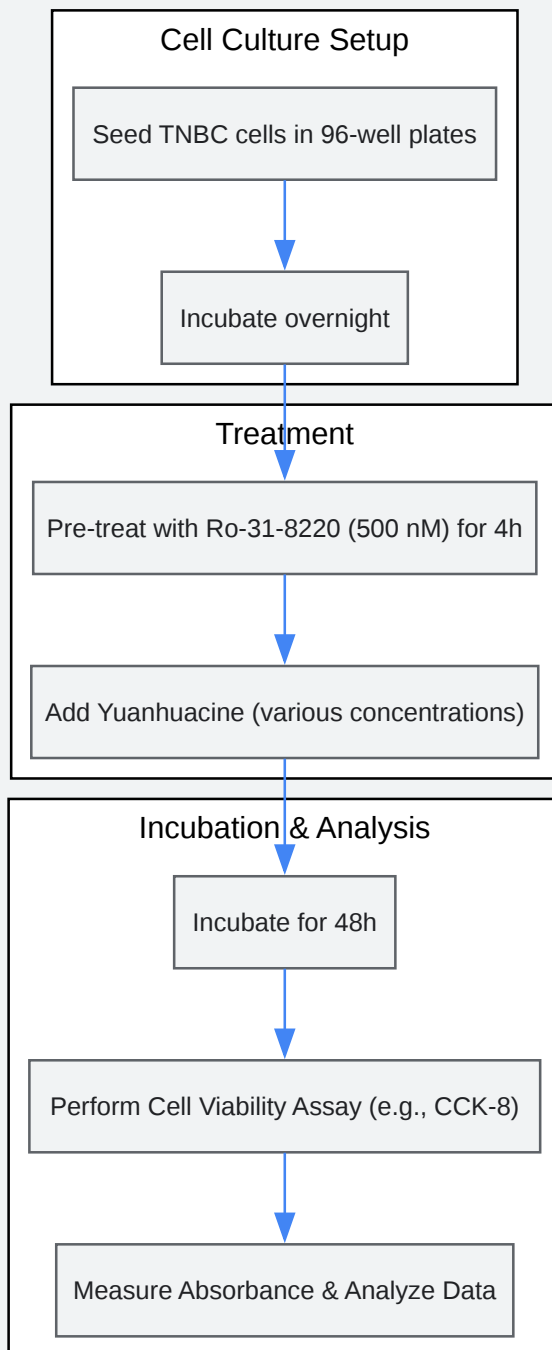 Cell Culture Setup
Seed TNBC cells in 96-well plates
Incubate overnight
Treatment
Pre-treat with Ro-31-8220 (500 nM) for 4h
Add Yuanhuacine (various concentrations)
Incubation & Analysis
Incubate for 48h
Perform Cell Viability Assay (e.g., CCK-8)
Measure Absorbance & Analyze Data